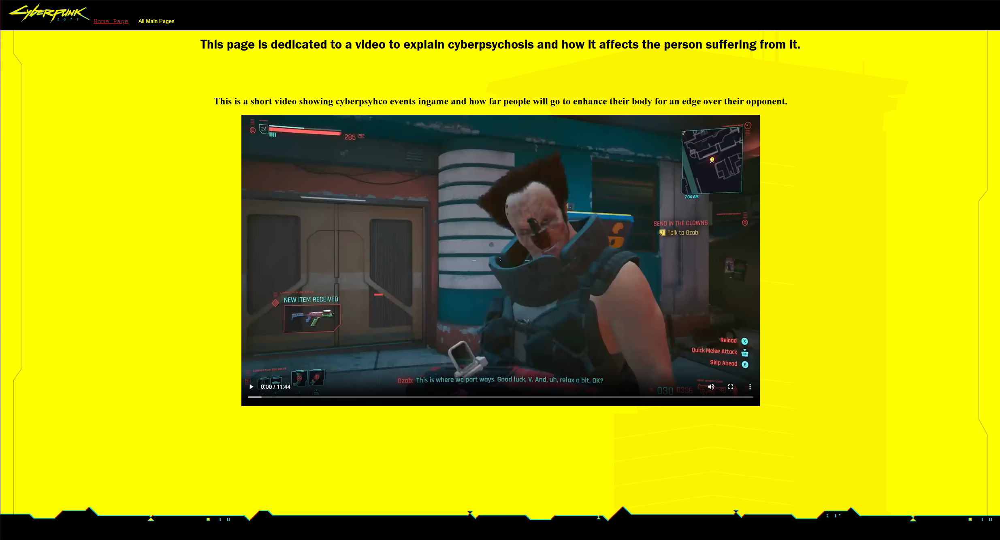 CYBERPUNK
2077
Home Page
All Main Pages
This page is dedicated to a video to explain cyberpsychosis and how it affects the person suffering from it.
This is a short video showing cyberpsyhco events ingame and how far people will go to enhance their body for an edge over their opponent.
24
285 292
7:04 AM
SEND IN THE CLOWNS
! Talk to Ozob.
NEW ITEM RECEIVED
Reload X
Quick Melee Attack
Skip Ahead B
106
13
Ozob: This is where we part ways. Good luck, V. And, uh, relax a bit, OK?
0:00 / 11:44
030 0336